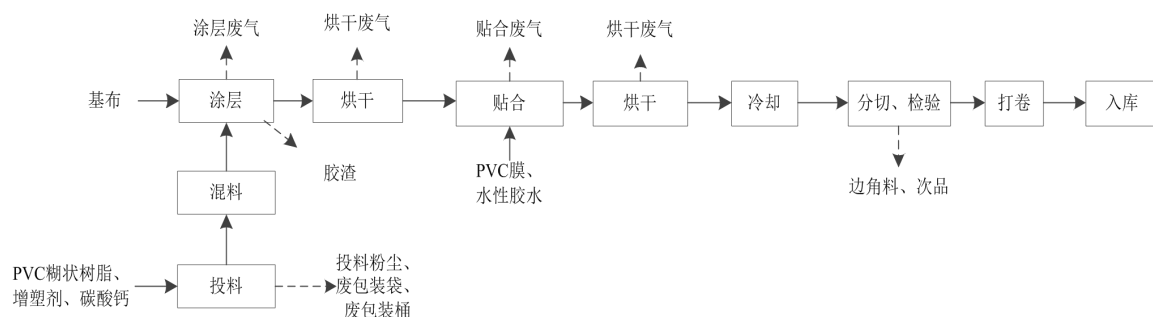 涂层废气
烘干废气
贴合废气
烘干废气
基布
涂层
烘干
贴合
烘干
冷却
分切、检验
打卷
入库
胶渣
PVC膜、
水性胶水
边角料、次品
混料
PVC糊状树脂、
增塑剂、碳酸钙
投料
投料粉尘、
废包装袋、
废包装桶